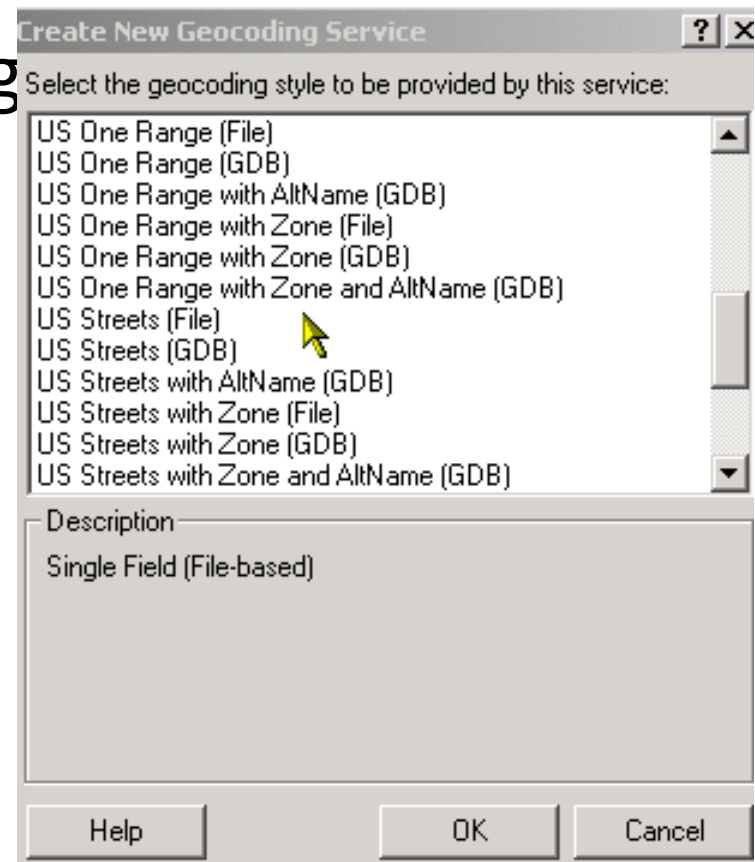 Create New Geocoding Service
g
Select the geocoding style to be provided by this service:
US One Range (File)
US One Range (GDB)
US One Range with AltName (GDB)
US One Range with Zone (File)
US One Range with Zone (GDB)
US One Range with Zone and AltName (GDB)
US Streets (File)
US Streets (GDB)
US Streets with AltName (GDB)
US Streets with Zone (File)
US Streets with Zone (GDB)
US Streets with Zone and AltName (GDB)
Description
Single Field (File-based)
Help OK Cancel